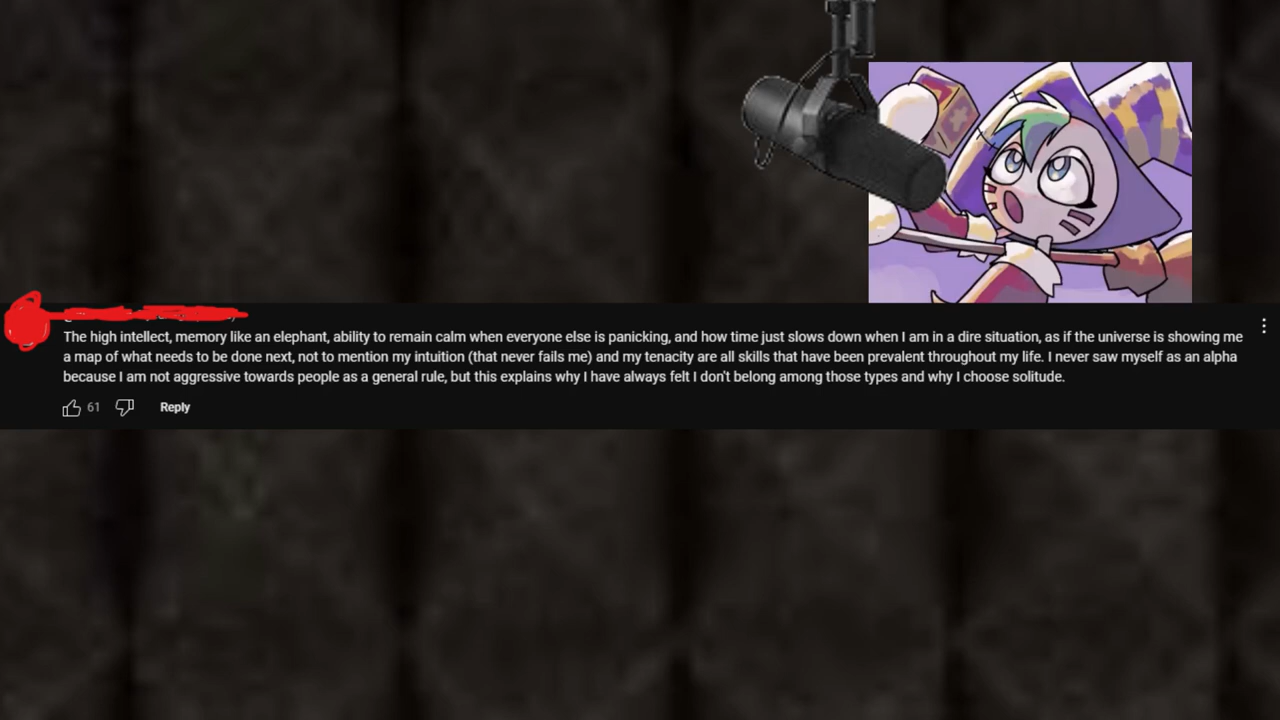 The high intellect, memory like an elephant, ability to remain calm when everyone else is panicking, and how time just slows down when I am in a dire situation, as if the universe is showing me
a map of what needs to be done next, not to mention my intuition (that never fails me) and my tenacity are all skills that have been prevalent throughout my life. I never saw myself as an alpha
because I am not aggressive towards people as a general rule, but this explains why I have always felt I don't belong among those types and why I choose solitude.
61
Reply